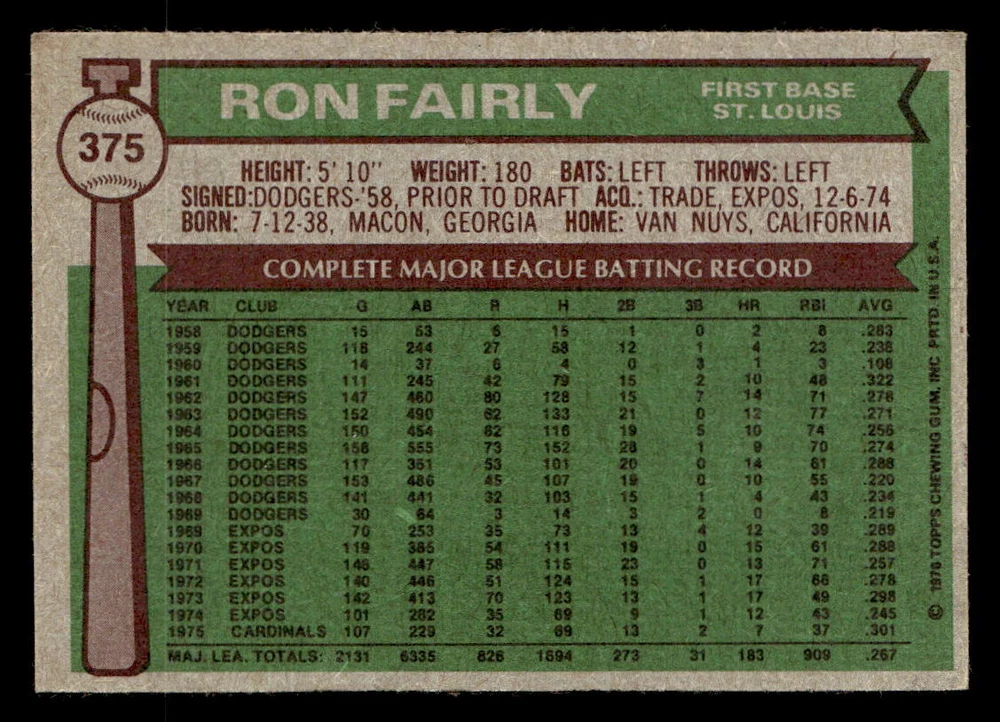 T
375
RON FAIRLY
FIRST BASE
ST. LOUIS
HEIGHT: 5' 10" WEIGHT: 180 BATS: LEFT THROWS: LEFT
SIGNED: DODGERS-'58, PRIOR TO DRAFT ACQ.: TRADE, EXPOS, 12-6-74
BORN: 7-12-38, MACON, GEORGIA HOME: VAN NUYS, CALIFORNIA
COMPLETE MAJOR LEAGUE BATTING RECORD
YEAR CLUB G AB R H 2B 3B HR RBI AVG
1958 DODGERS 15 53 6 15 1 0 2 8 .283
1959 DODGERS 118 244 27 58 12 1 4 23 .238
1960 DODGERS 14 37 6 4 0 3 1 3 .108
1961 DODGERS 111 245 42 79 15 2 10 48 .322
1962 DODGERS 147 460 80 128 15 7 14 71 .278
1963 DODGERS 152 490 62 133 21 0 12 77 .271
1964 DODGERS 150 454 62 116 19 5 10 74 .256
1965 DODGERS 158 555 73 152 28 1 9 70 .274
1966 DODGERS 117 351 53 101 20 0 14 61 .288
1967 DODGERS 153 486 45 107 19 0 10 55 .220
1968 DODGERS 141 441 32 103 15 1 4 43 .234
1969 DODGERS 30 64 3 14 3 2 0 8 .219
1969 EXPOS 70 253 35 73 13 4 12 39 .289
1970 EXPOS 119 385 54 111 19 0 15 61 .288
1971 EXPOS 146 447 58 115 23 0 13 71 .257
1972 EXPOS 140 446 51 124 15 1 17 68 .278
1973 EXPOS 142 413 70 123 13 1 17 49 .298
1974 EXPOS 101 282 35 69 9 1 12 43 .245
1975 CARDINALS 107 229 32 69 13 2 7 37 .301
MAJ. LEA. TOTALS: 2131 6335 826 1694 273 31 183 909 .267
© 1976 TOPPS CHEWING GUM, INC PRTD IN U.S.A.